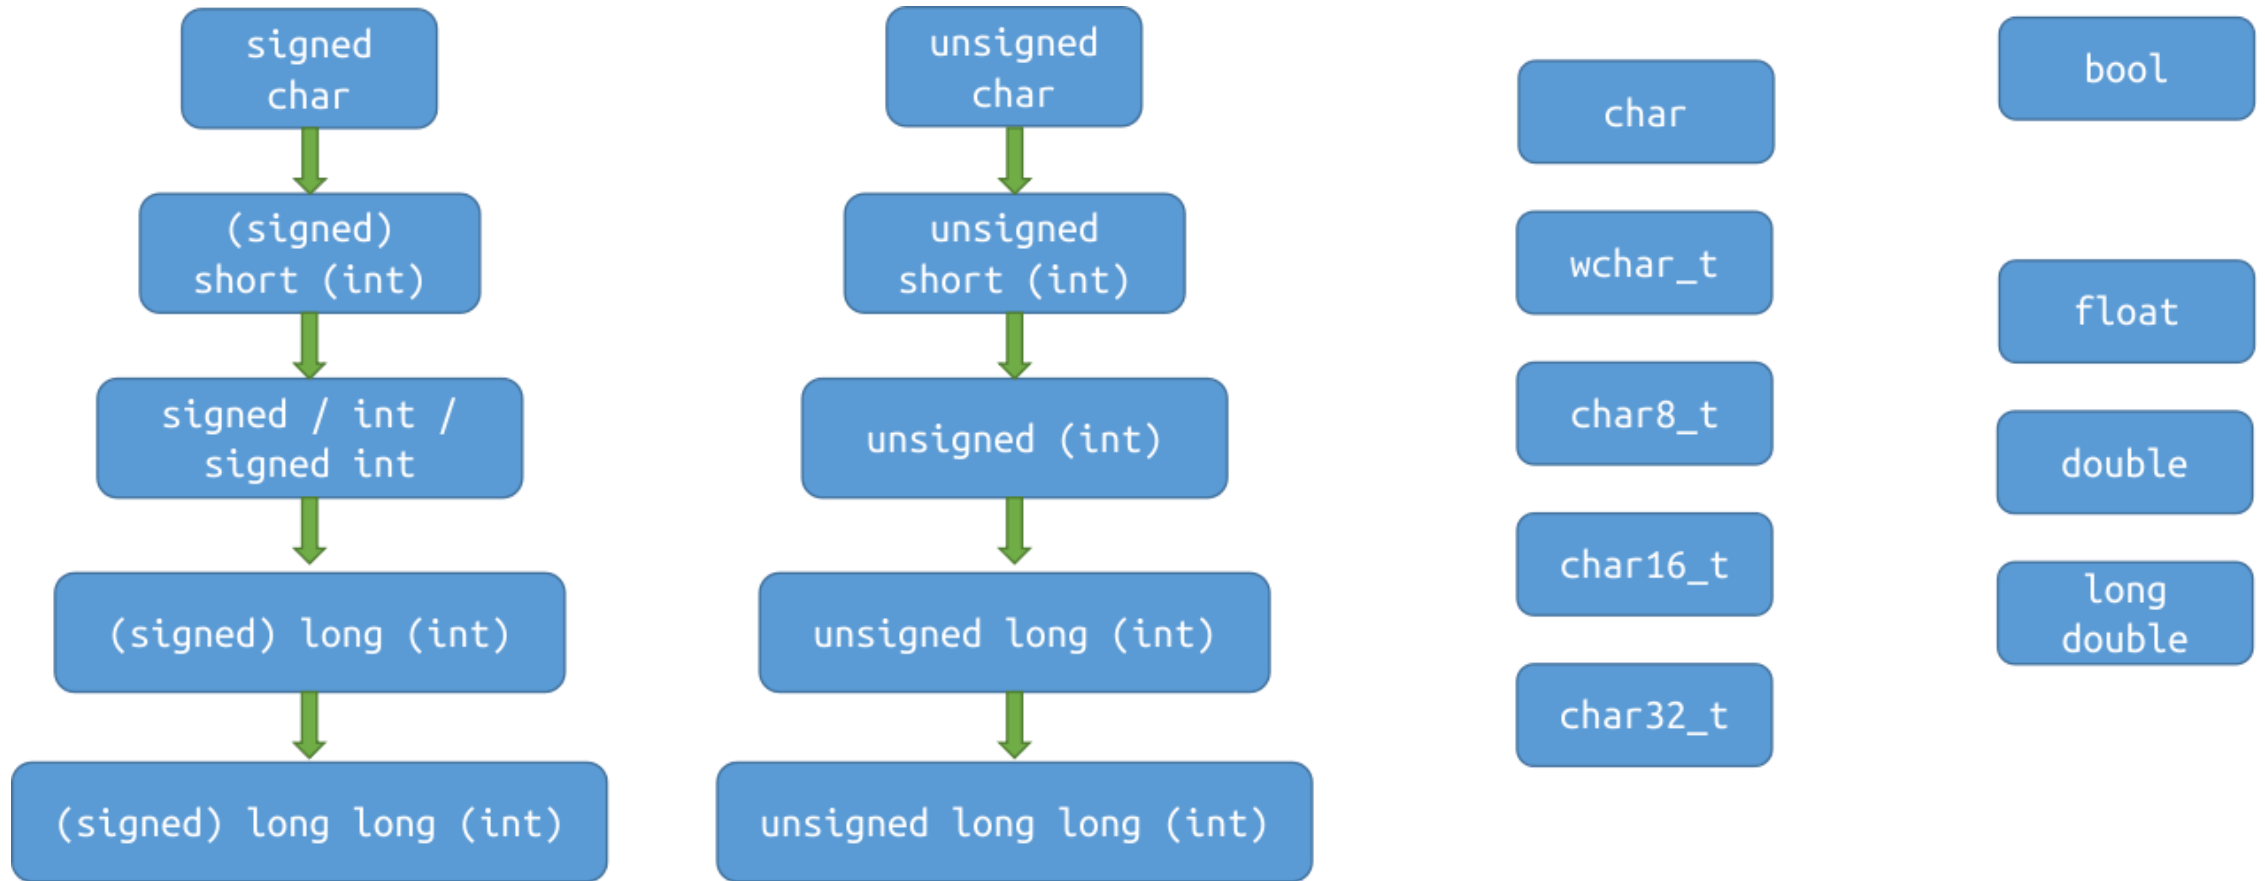 signed
char
(signed)
short (int)
signed / int /
signed int
(signed) long (int)
(signed) long long (int)
unsigned
char
unsigned
short (int)
unsigned (int)
unsigned long (int)
unsigned long long (int)
char
wchar_t
char8_t
char16_t
char32_t
bool
float
double
long
double